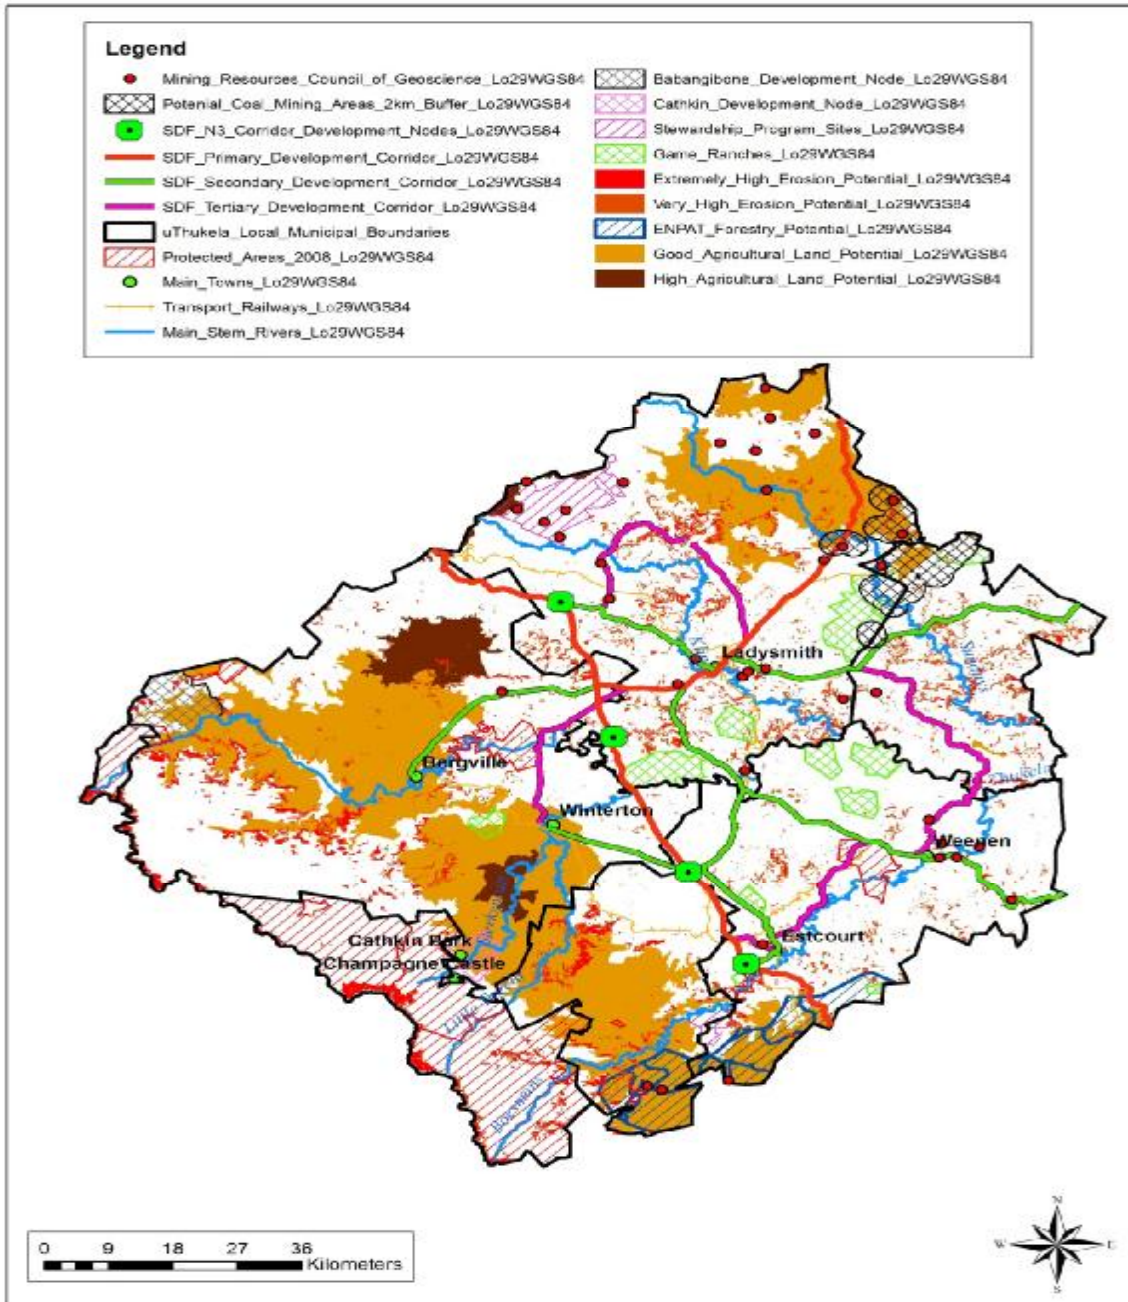 Legend
Mining_Resources_Council_of_Geoscience_Lo29WGS84
Potenial_Coal_Mining_Areas_2km_Buffer_Lo29WGS84
SDF_N3_Corridor_Development_Nodes_Lo29WGS84
SDF_Primary_Development_Corridor_Lo29WGS84
SDF_Secondary_Development_Corridor_Lo29WGS84
SDF_Tertiary_Development_Corridor_Lo29WGS84
uThukela_Local_Municipal_Boundaries
Protected_Areas_2008_Lo29WGS84
Main_Towns_Lo29WGS84
Transport_Railways_Lo29WGS84
Main_Stem_Rivers_Lo29WGS84
Babangibone_Development_Node_Lo29WGS84
Cathkin_Development_Node_Lo29WGS84
Stewardship_Program_Sites_Lo29WGS84
Game_Ranches_Lo29WGS84
Extremely_High_Erosion_Potential_Lo29WGS84
Very_High_Erosion_Potential_Lo29WGS84
ENPAT_Forestry_Potential_Lo29WGS84
Good_Agricultural_Land_Potential_Lo29WGS84
High_Agricultural_Land_Potential_Lo29WGS84
Ladysmith
Bergville
Winterton
Weenen
Estcourt
Cathkin Park
Champagne Castle
0 9 18 27 36
Kilometers
N
W E
S